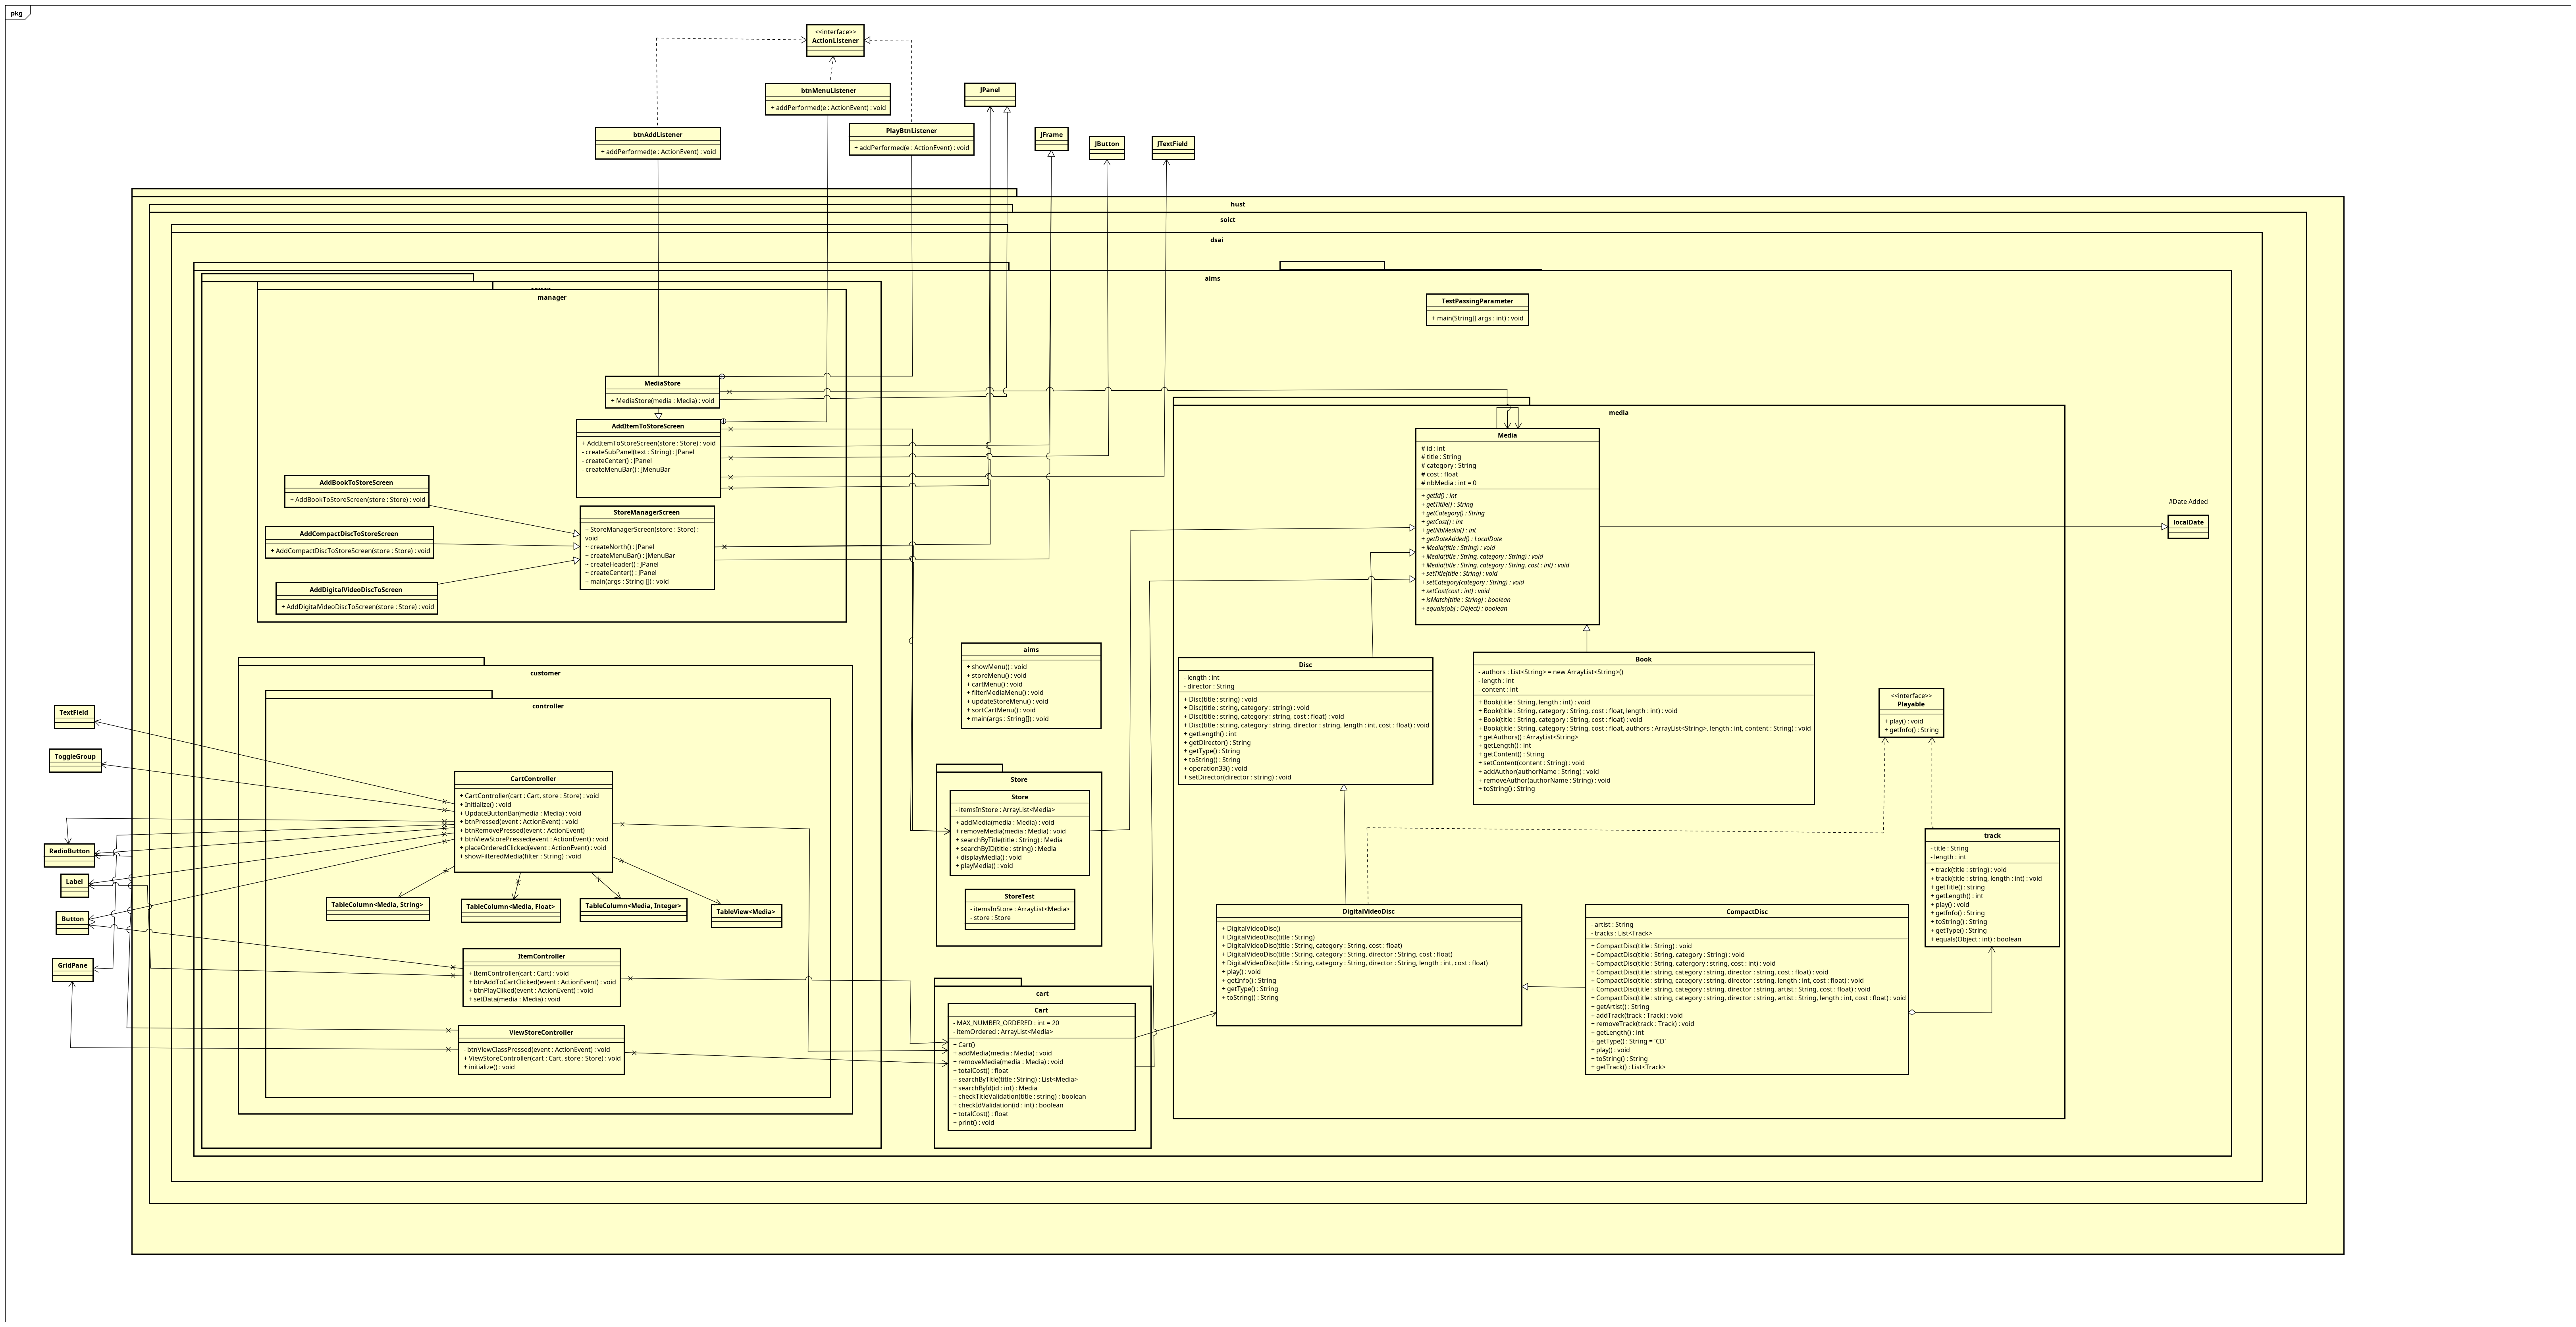 pkg
<<interface>>
ActionListener
btnMenuListener
+ addPerformed(e : ActionEvent) : void
JPanel
btnAddListener
+ addPerformed(e : ActionEvent) : void
PlayBtnListener
+ addPerformed(e : ActionEvent) : void
JFrame
JButton
JTextField
hust
soict
dsai
aims
manager
TestPassingParameter
+ main(String[] args : int) : void
MediaStore
+ MediaStore(media : Media) : void
AddItemToStoreScreen
+ AddItemToStoreScreen(store : Store) : void
- createSubPanel(text : String) : JPanel
- createCenter() : JPanel
- createMenuBar() : JMenuBar
AddBookToStoreScreen
+ AddBookToStoreScreen(store : Store) : void
AddCompactDiscToStoreScreen
+ AddCompactDiscToStoreScreen(store : Store) : void
AddDigitalVideoDiscToScreen
+ AddDigitalVideoDiscToScreen(store : Store) : void
StoreManagerScreen
+ StoreManagerScreen(store : Store) :
void
~ createNorth() : JPanel
~ createMenuBar() : JMenuBar
~ createHeader() : JPanel
~ createCenter() : JPanel
+ main(args : String []) : void
media
Media
# id : int
# title : String
# category : String
# cost : float
# nbMedia : int = 0
+ getId() : int
+ getTitle() : String
+ getCategory() : String
+ getCost() : int
+ getNbMedia() : int
+ getDateAdded() : LocalDate
+ Media(title : String) : void
+ Media(title : String, category : String) : void
+ Media(title : String, category : String, cost : int) : void
+ setTitle(title : String) : void
+ setCategory(category : String) : void
+ setCost(cost : int) : void
+ isMatch(title : String) : boolean
+ equals(obj : Object) : boolean
#Date Added
localDate
customer
controller
TextField
ToggleGroup
RadioButton
Label
Button
GridPane
CartController
+ CartController(cart : Cart, store : Store) : void
+ Initialize() : void
+ UpdateButtonBar(media : Media) : void
+ btnPressed(event : ActionEvent) : void
+ btnRemovePressed(event : ActionEvent)
+ btnViewStorePressed(event : ActionEvent) : void
+ placeOrderedClicked(event : ActionEvent) : void
+ showFilteredMedia(filter : String) : void
TableColumn<Media, String>
TableColumn<Media, Float>
TableColumn<Media, Integer>
TableView<Media>
ItemController
+ ItemController(cart : Cart) : void
+ btnAddToCartClicked(event : ActionEvent) : void
+ btnPlayCliked(event : ActionEvent) : void
+ setData(media : Media) : void
ViewStoreController
- btnViewClassPressed(event : ActionEvent) : void
+ ViewStoreController(cart : Cart, store : Store) : void
+ initialize() : void
aims
+ showMenu() : void
+ storeMenu() : void
+ cartMenu() : void
+ filterMediaMenu() : void
+ updateStoreMenu() : void
+ sortCartMenu() : void
+ main(args : String[]) : void
Store
Store
- itemsInStore : ArrayList<Media>
+ addMedia(media : Media) : void
+ removeMedia(media : Media) : void
+ searchByTitle(title : String) : Media
+ searchByID(title : string) : Media
+ displayMedia() : void
+ playMedia() : void
StoreTest
- itemsInStore : ArrayList<Media>
- store : Store
cart
Cart
- MAX_NUMBER_ORDERED : int = 20
- itemOrdered : ArrayList<Media>
+ Cart()
+ addMedia(media : Media) : void
+ removeMedia(media : Media) : void
+ totalCost() : float
+ searchByTitle(title : String) : List<Media>
+ searchById(id : int) : Media
+ checkTitleValidation(title : string) : boolean
+ checkIdValidation(id : int) : boolean
+ totalCost() : float
+ print() : void
Disc
- length : int
- director : String
+ Disc(title : string) : void
+ Disc(title : string, category : string) : void
+ Disc(title : string, category : string, cost : float) : void
+ Disc(title : string, category : string, director : string, length : int, cost : float) : void
+ getLength() : int
+ getDirector() : String
+ getType() : String
+ toString() : String
+ operation33() : void
+ setDirector(director : string) : void
Book
- authors : List<String> = new ArrayList<String>()
- length : int
- content : int
+ Book(title : String, length : int) : void
+ Book(title : String, category : String, cost : float, length : int) : void
+ Book(title : String, category : String, cost : float) : void
+ Book(title : String, category : String, cost : float, authors : ArrayList<String>, length : int, content : String) : void
+ getAuthors() : ArrayList<String>
+ getLength() : int
+ getContent() : String
+ setContent(content : String) : void
+ addAuthor(authorName : String) : void
+ removeAuthor(authorName : String) : void
+ toString() : String
<<interface>>
Playable
+ play() : void
+ getInfo() : String
track
- title : String
- length : int
+ track(title : string) : void
+ track(title : string, length : int) : void
+ getTitle() : string
+ getLength() : int
+ play() : void
+ getInfo() : String
+ toString() : String
+ getType() : String
+ equals(Object : int) : boolean
DigitalVideoDisc
+ DigitalVideoDisc()
+ DigitalVideoDisc(title : String)
+ DigitalVideoDisc(title : String, category : String, cost : float)
+ DigitalVideoDisc(title : String, category : String, director : String, cost : float)
+ DigitalVideoDisc(title : String, category : String, director : String, length : int, cost : float)
+ play() : void
+ getInfo() : String
+ getType() : String
+ toString() : String
CompactDisc
- artist : String
- tracks : List<Track>
+ CompactDisc(title : String) : void
+ CompactDisc(title : String, category : String) : void
+ CompactDisc(title : String, catergory : string, cost : int) : void
+ CompactDisc(title : string, category : string, director : string, cost : float) : void
+ CompactDisc(title : string, category : string, director : string, length : int, cost : float) : void
+ CompactDisc(title : string, category : string, director : string, artist : String, cost : float) : void
+ CompactDisc(title : string, category : string, director : string, artist : String, length : int, cost : float) : void
+ getArtist() : String
+ addTrack(track : Track) : void
+ removeTrack(track : Track) : void
+ getLength() : int
+ getType() : String = 'CD'
+ play() : void
+ toString() : String
+ getTrack() : List<Track>